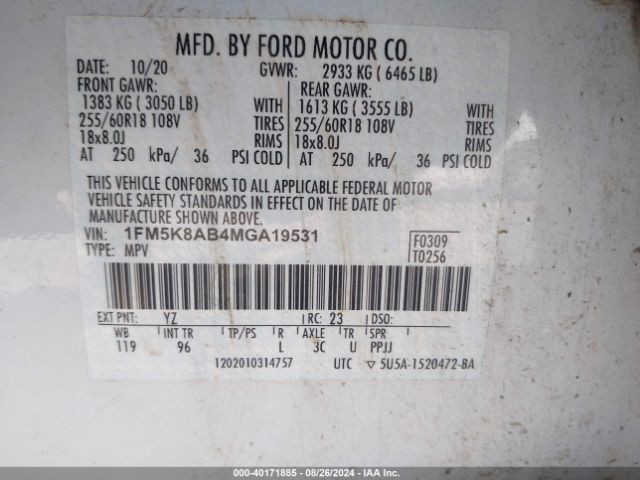 MFD. BY FORD MOTOR CO.
DATE: 10/20 GVWR: 2933 KG ( 6465 LB)
FRONT GAWR: REAR GAWR:
1383 KG ( 3050 LB) WITH 1613 KG ( 3555 LB) WITH
255/60R18 108V TIRES 255/60R18 108V TIRES
18x8.0J RIMS 18x8.0J RIMS
AT 250 kPa/ 36 PSI COLD AT 250 kPa/ 36 PSI COLD
THIS VEHICLE CONFORMS TO ALL APPLICABLE FEDERAL MOTOR
VEHICLE SAFETY STANDARDS IN EFFECT ON THE DATE OF
MANUFACTURE SHOWN ABOVE.
VIN: 1FM5K8AB4MGA19531 F0309
TYPE: MPV T0256
EXT PNT: YZ RC: 23 DSO:
WB INT TR TP/PS R AXLE TR SPR
119 96 L 3C U PPJJ
1202010314757 UTC ▽ 5U5A-1520472-BA
000-40171885 - 08/26/2024 - IAA Inc.